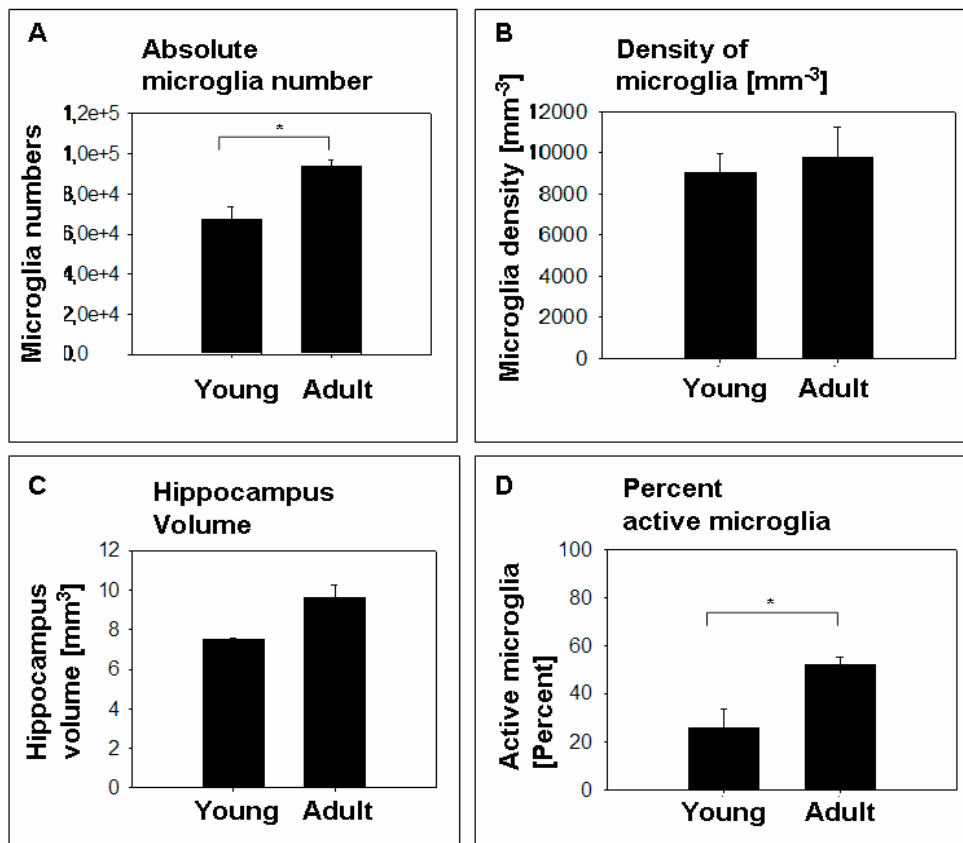 A
Absolute
microglia number
Microglia numbers
1,2e+5
1,0e+5
8,0e+4
6,0e+4
4,0e+4
2,0e+4
0,0
*
Young Adult
B
Density of
microglia [mm-3]
Microglia density [mm-3]
12000
10000
8000
6000
4000
2000
0
Young Adult
C
Hippocampus
Volume
Hippocampus
volume [mm3]
12
10
8
6
4
2
0
Young Adult
D
Percent
active microglia
Active microglia
[Percent]
100
80
60
40
20
0
*
Young Adult